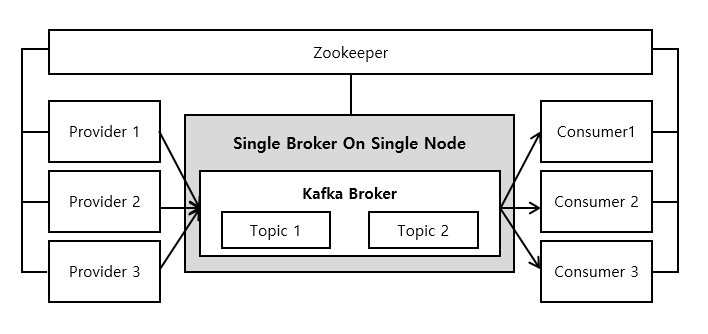 Zookeeper
Provider 1
Provider 2
Provider 3
Single Broker On Single Node
Kafka Broker
Topic 1
Topic 2
Consumer1
Consumer 2
Consumer 3